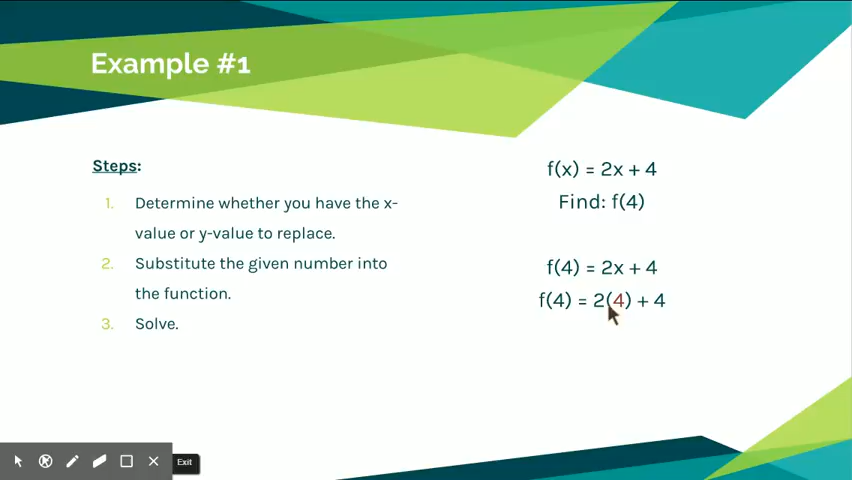 Example #1
Steps:
1. Determine whether you have the x-
value or y-value to replace.
2. Substitute the given number into
the function.
3. Solve.
f(x) = 2x + 4
Find: f(4)
f(4) = 2x + 4
f(4) = 2(4) + 4
Exit